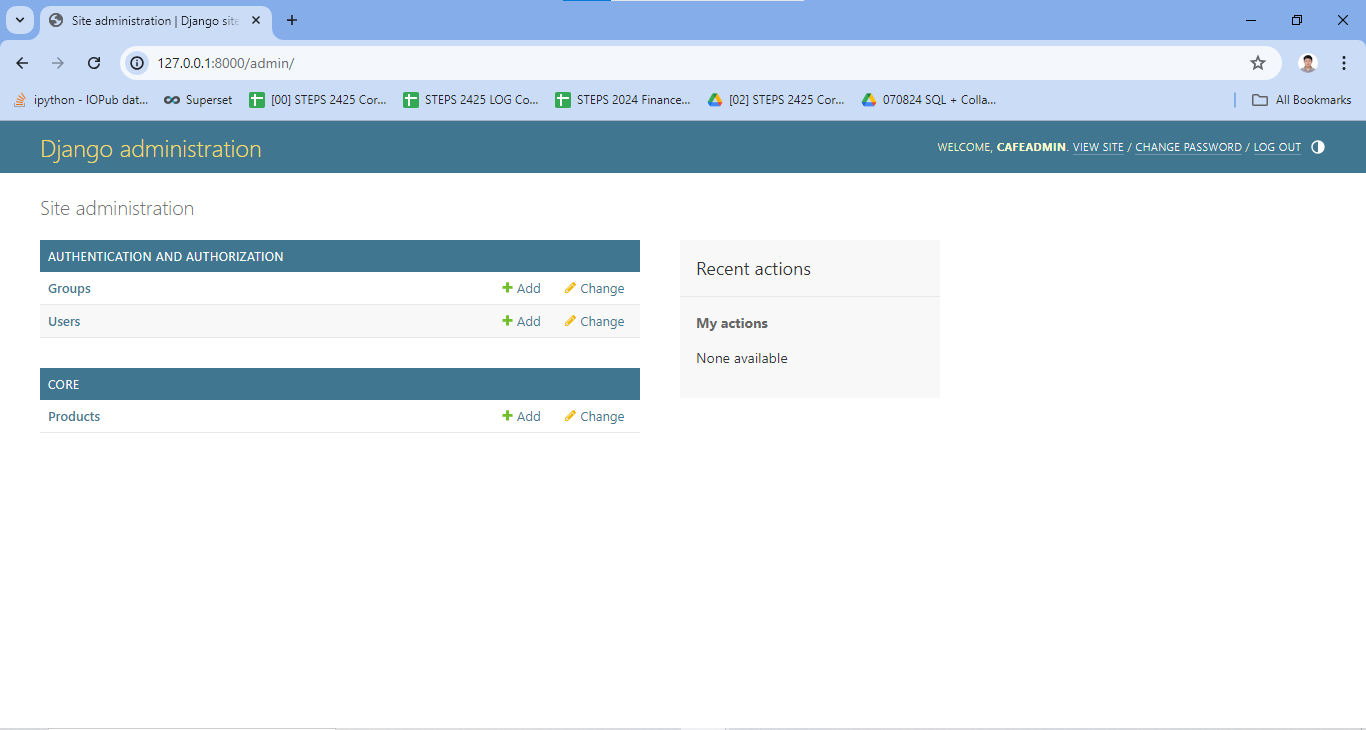 Site administration | Django site
127.0.0.1:8000/admin/
ipython - IOPub dat... Superset [00] STEPS 2425 Cor... STEPS 2425 LOG Co... STEPS 2024 Finance... [02] STEPS 2425 Cor... 070824 SQL + Colla... All Bookmarks
Django administration WELCOME, CAFEADMIN. VIEW SITE / CHANGE PASSWORD / LOG OUT
Site administration
AUTHENTICATION AND AUTHORIZATION
Groups Add Change
Users Add Change
CORE
Products Add Change
Recent actions
My actions
None available